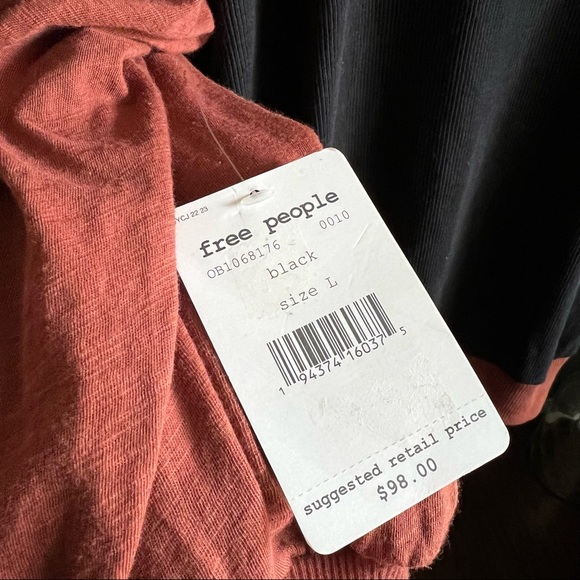 YCJ 22 23
free people
OB1068176 0010
black
size L
1 94374 16037 5
suggested retail price
$98.00